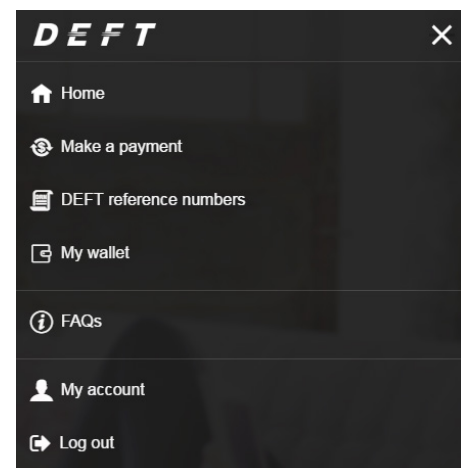 DEFT
Home
Make a payment
DEFT reference numbers
My wallet
FAQs
My account
Log out